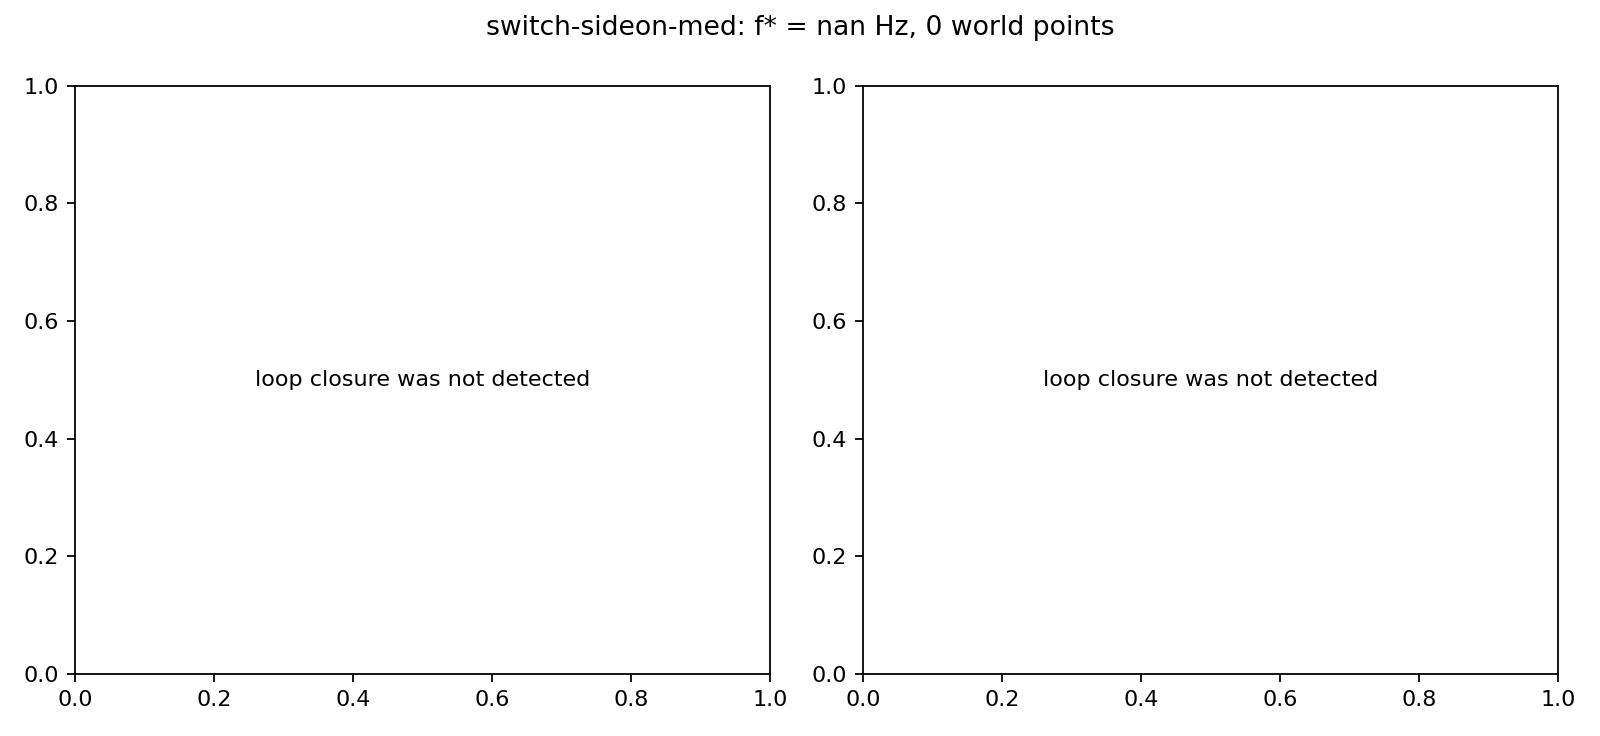 switch-sideon-med: f* = nan Hz, 0 world points
1.0
0.8
0.6
loop closure was not detected
0.4
0.2
0.0
0.0 0.2 0.4 0.6 0.8 1.0
1.0
0.8
0.6
loop closure was not detected
0.4
0.2
0.0
0.0 0.2 0.4 0.6 0.8 1.0